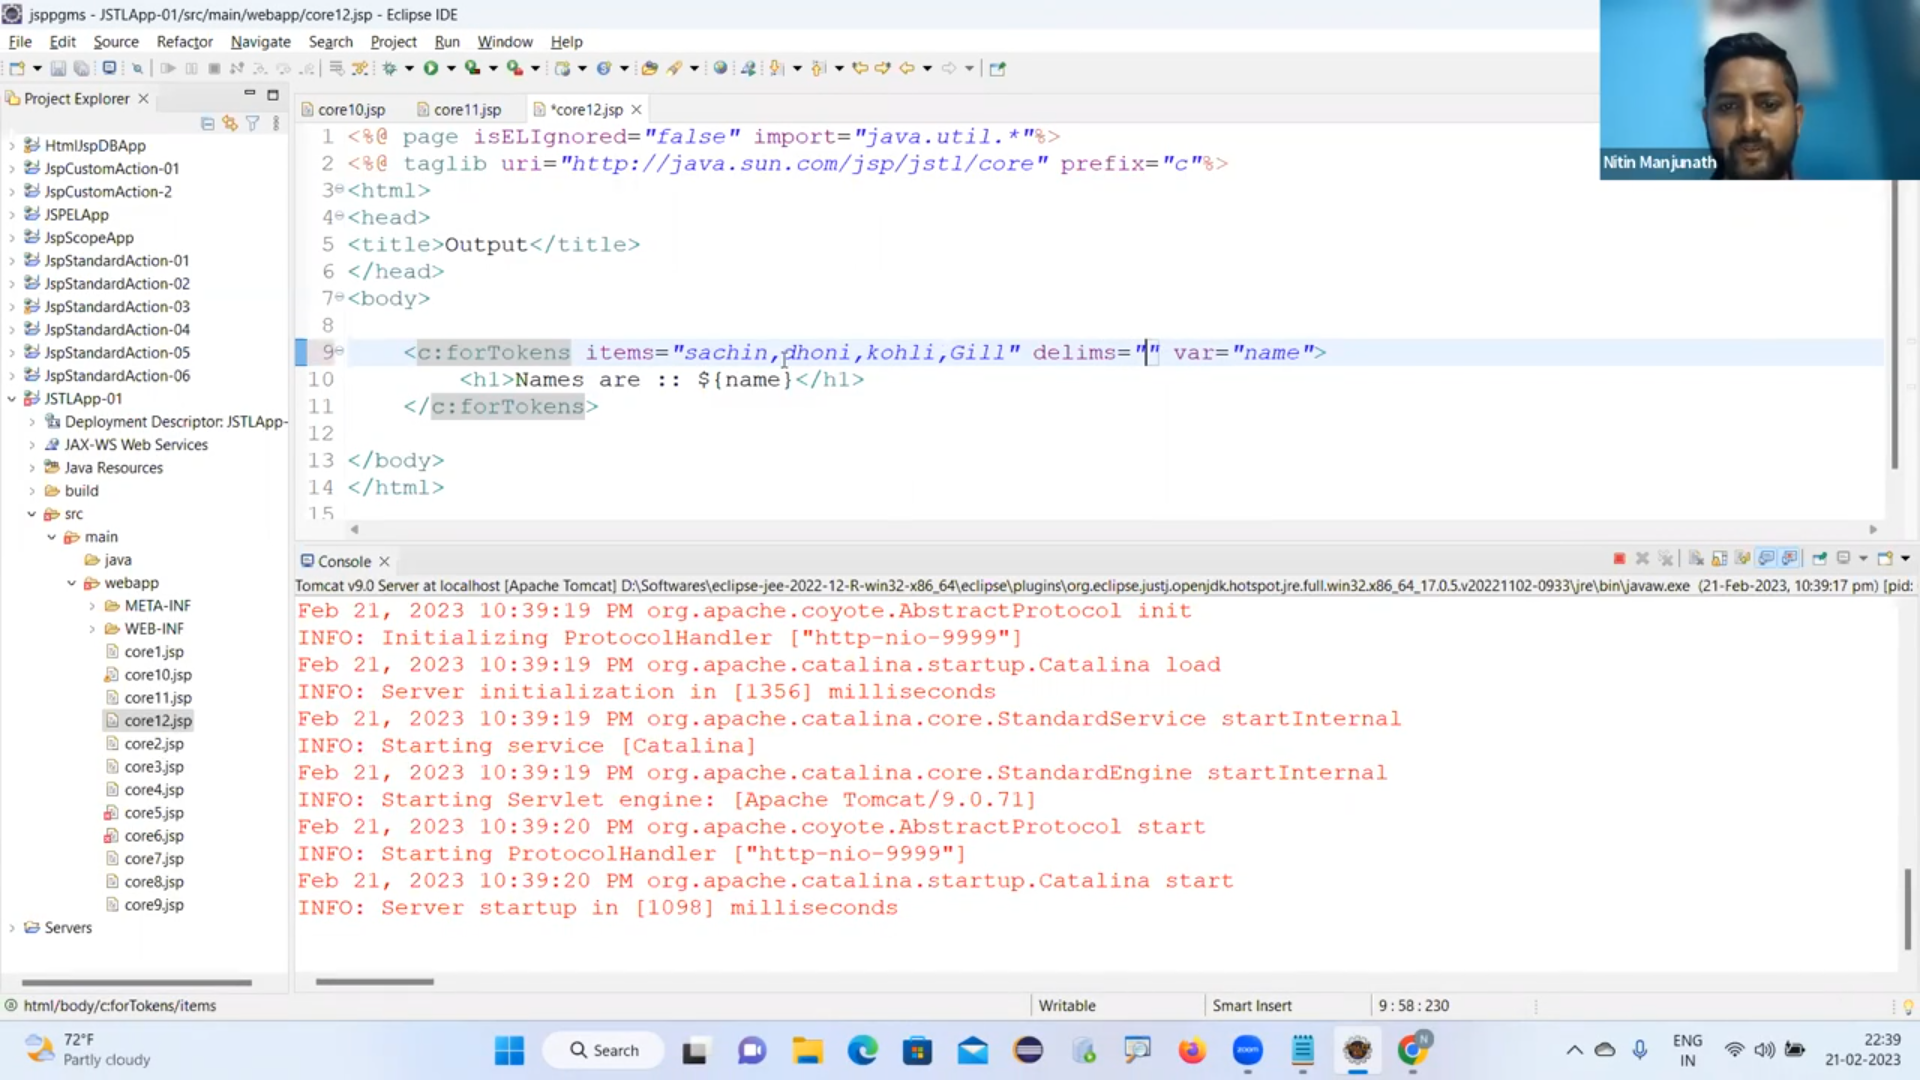 jsppgms - JSTLApp-01/src/main/webapp/core12.jsp - Eclipse IDE
File Edit Source Refactor Navigate Search Project Run Window Help
Nitin Manjunath
Project Explorer
HtmlJspDBApp
JspCustomAction-01
JspCustomAction-2
JSPELApp
JspScopeApp
JspStandardAction-01
JspStandardAction-02
JspStandardAction-03
JspStandardAction-04
JspStandardAction-05
JspStandardAction-06
JSTLApp-01
Deployment Descriptor: JSTLApp-
JAX-WS Web Services
Java Resources
build
src
main
java
webapp
META-INF
WEB-INF
core1.jsp
core10.jsp
core11.jsp
core12.jsp
core2.jsp
core3.jsp
core4.jsp
core5.jsp
core6.jsp
core7.jsp
core8.jsp
core9.jsp
Servers
core10.jsp core11.jsp *core12.jsp
1 <%@ page isELIgnored="false" import="java.util.*"%>
2 <%@ taglib uri="http://java.sun.com/jsp/jstl/core" prefix="c"%>
3 <html>
4 <head>
5 <title>Output</title>
6 </head>
7 <body>
8
9 <c:forTokens items="sachin,dhoni,kohli,Gill" delims="" var="name">
10 <h1>Names are :: ${name}</h1>
11 </c:forTokens>
12
13 </body>
14 </html>
15
Console
Tomcat v9.0 Server at localhost [Apache Tomcat] D:\Softwares\eclipse-jee-2022-12-R-win32-x86_64\eclipse\plugins\org.eclipse.justj.openjdk.hotspot.jre.full.win32.x86_64_17.0.5.v20221102-0933\jre\bin\javaw.exe (21-Feb-2023, 10:39:17 pm) [pid:
Feb 21, 2023 10:39:19 PM org.apache.coyote.AbstractProtocol init
INFO: Initializing ProtocolHandler ["http-nio-9999"]
Feb 21, 2023 10:39:19 PM org.apache.catalina.startup.Catalina load
INFO: Server initialization in [1356] milliseconds
Feb 21, 2023 10:39:19 PM org.apache.catalina.core.StandardService startInternal
INFO: Starting service [Catalina]
Feb 21, 2023 10:39:19 PM org.apache.catalina.core.StandardEngine startInternal
INFO: Starting Servlet engine: [Apache Tomcat/9.0.71]
Feb 21, 2023 10:39:20 PM org.apache.coyote.AbstractProtocol start
INFO: Starting ProtocolHandler ["http-nio-9999"]
Feb 21, 2023 10:39:20 PM org.apache.catalina.startup.Catalina start
INFO: Server startup in [1098] milliseconds
html/body/c:forTokens/items Writable Smart Insert 9 : 58 : 230
72°F
Partly cloudy
Search
zoom
N
ENG
IN
22:39
21-02-2023